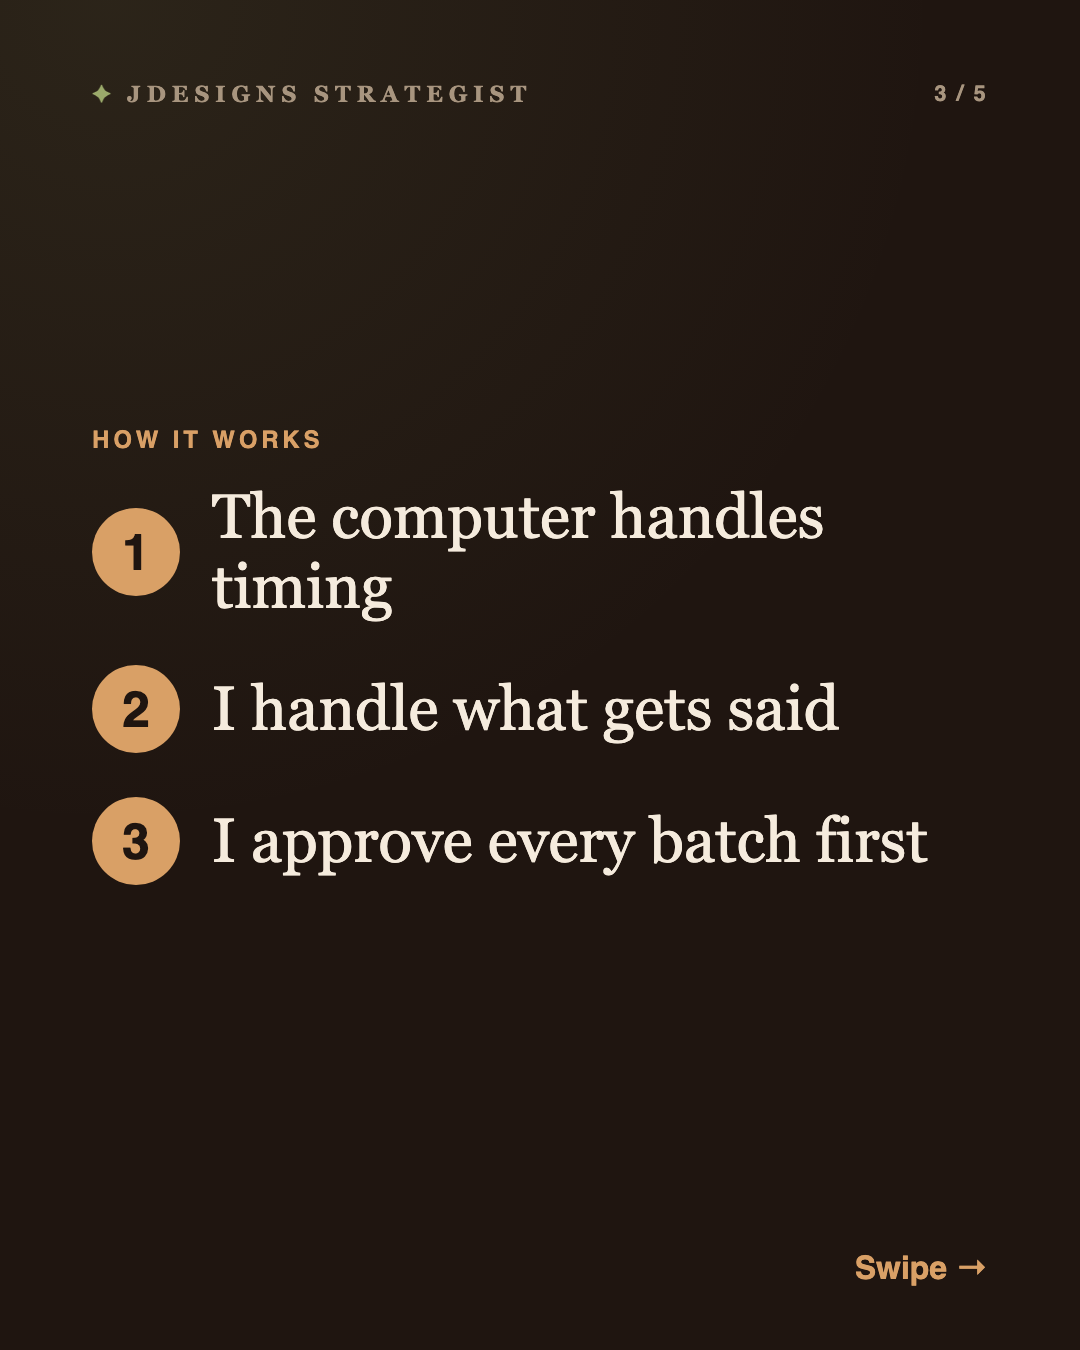 ✦ JDESIGNS STRATEGIST
3 / 5
HOW IT WORKS
1 The computer handles
timing
2 I handle what gets said
3 I approve every batch first
Swipe →